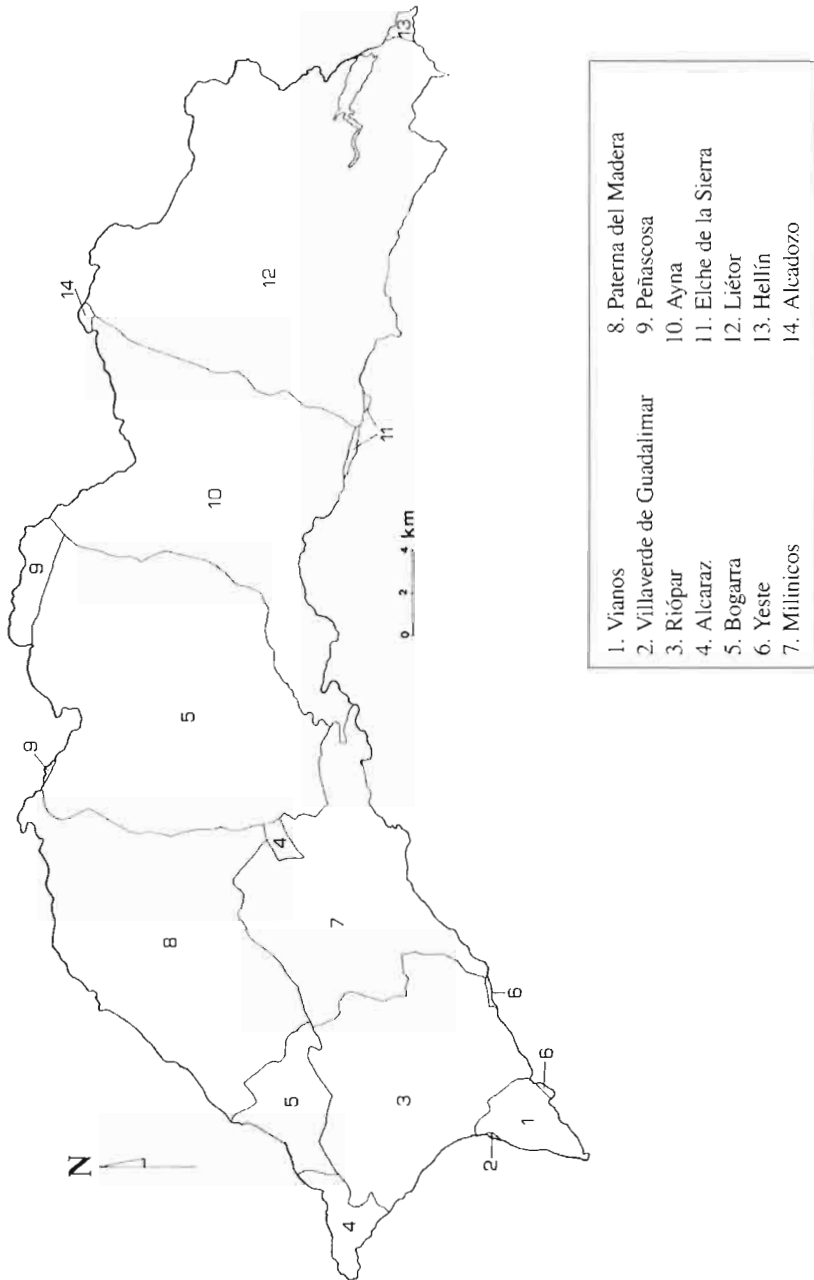 N
9
9
14
8
5
5
10
12
4
4
3
7
11
13
2
1
6
6
0 2 4 km
1. Vianos
2. Villaverde de Guadalimar
3. Riópar
4. Alcaraz
5. Bogarra
6. Yeste
7. Milinicos
8. Paterna del Madera
9. Peñascosa
10. Ayna
11. Elche de la Sierra
12. Liétor
13. Hellín
14. Alcadozo